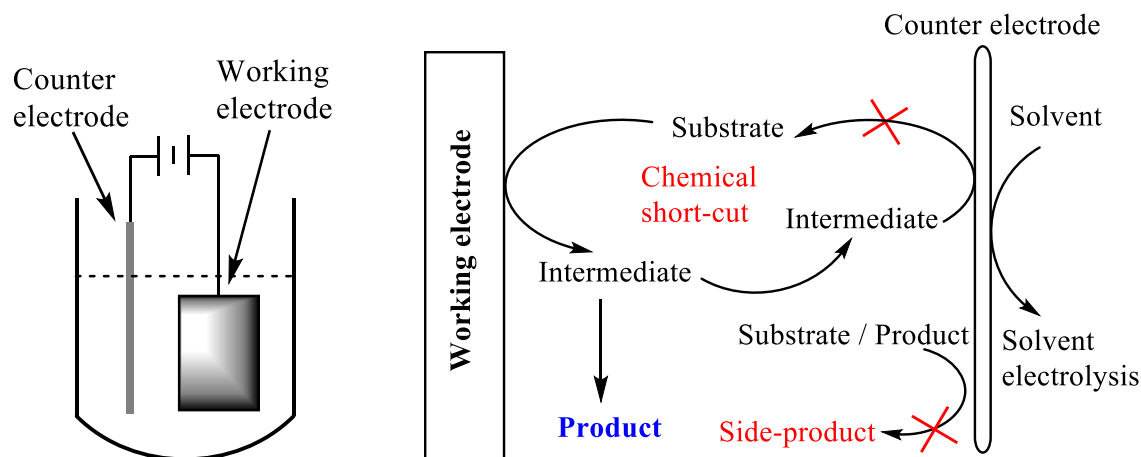 Counter
electrode
Working
electrode
Working electrode
Counter electrode
Substrate
Solvent
Chemical
short-cut
Intermediate
Intermediate
Substrate / Product
Solvent
electrolysis
Product
Side-product